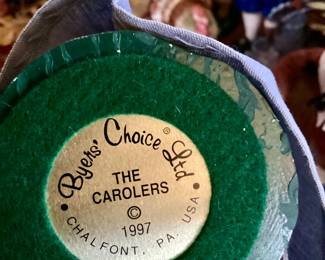 Byers' Choice® Ltd
THE
CAROLERS
©
1997
• CHALFONT, PA. USA •